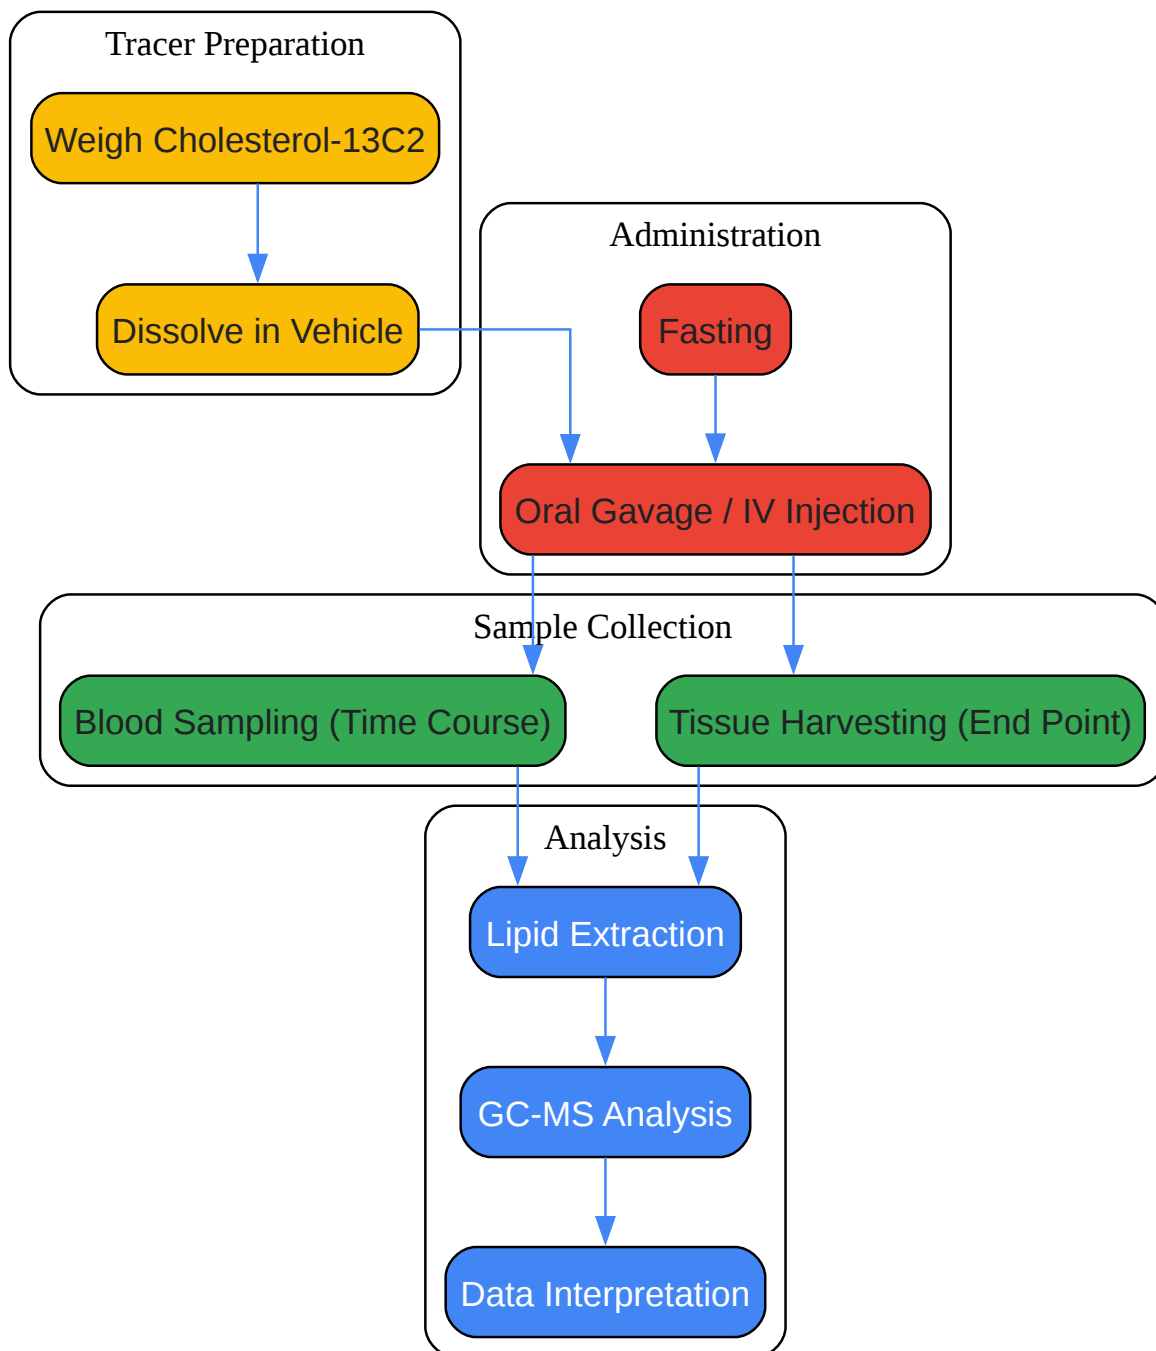 Tracer Preparation
Weigh Cholesterol-13C2
Dissolve in Vehicle
Administration
Fasting
Oral Gavage / IV Injection
Sample Collection
Blood Sampling (Time Course)
Tissue Harvesting (End Point)
Analysis
Lipid Extraction
GC-MS Analysis
Data Interpretation